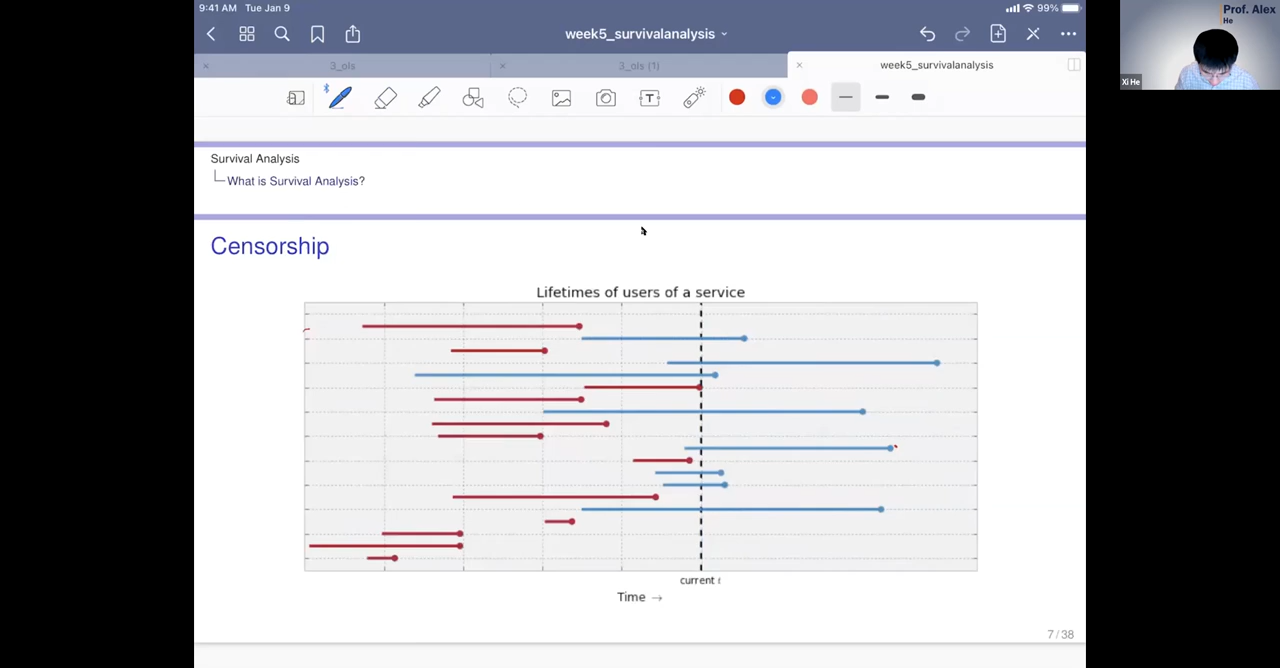 9:41 AM Tue Jan 9
99%
week5_survivalanalysis
3_ols
3_ols (1)
week5_survivalanalysis
T
Survival Analysis
What is Survival Analysis?
Censorship
Lifetimes of users of a service
current t
Time →
7 / 38
Prof. Alex
He
Xi He